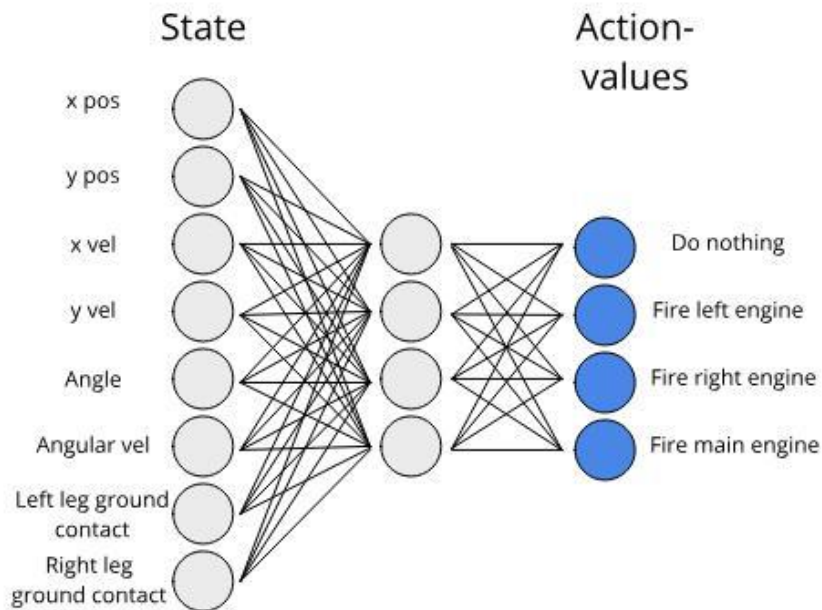 State
Action-
values
x pos
y pos
x vel
y vel
Angle
Angular vel
Left leg ground
contact
Right leg
ground contact
Do nothing
Fire left engine
Fire right engine
Fire main engine